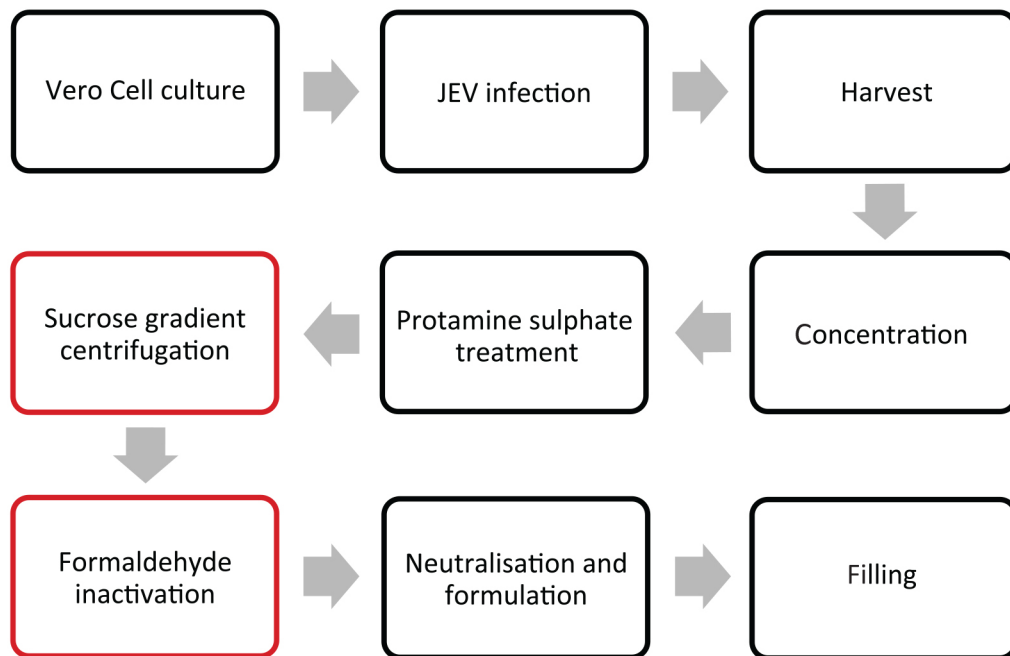 Vero Cell culture
JEV infection
Harvest
Concentration
Protamine sulphate
treatment
Sucrose gradient
centrifugation
Formaldehyde
inactivation
Neutralisation and
formulation
Filling